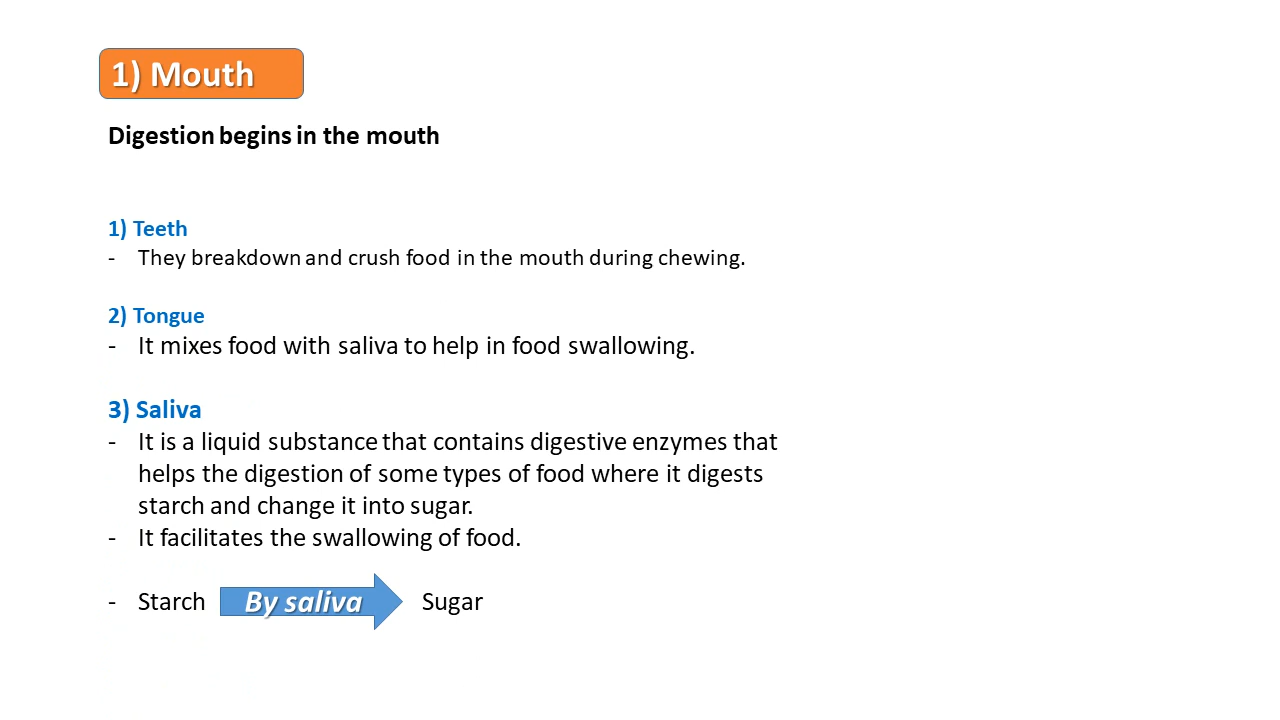 1) Mouth
Digestion begins in the mouth
1) Teeth
- They breakdown and crush food in the mouth during chewing.
2) Tongue
- It mixes food with saliva to help in food swallowing.
3) Saliva
- It is a liquid substance that contains digestive enzymes that
helps the digestion of some types of food where it digests
starch and change it into sugar.
- It facilitates the swallowing of food.
- Starch By saliva Sugar